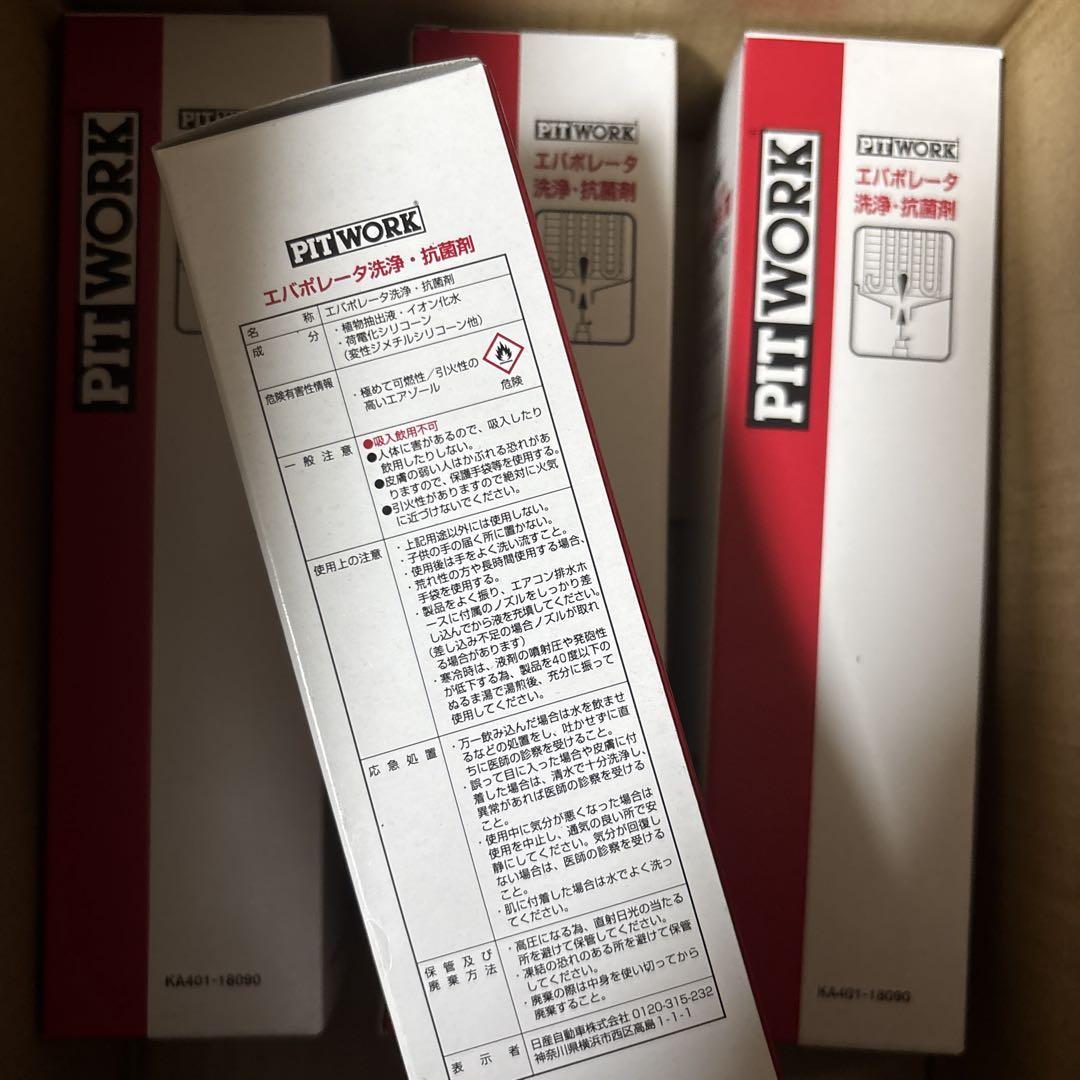 PIT WORK
エバポレータ洗浄・抗菌剤
名称
エバポレータ洗浄・抗菌剤
成分
・植物抽出液・イオン化水
・荷電化シリコーン
(変性ジメチルシリコーン他)
危険有害性情報
・極めて可燃性/引火性の
高いエアゾール
危険
一般注意
●吸入飲用不可
●人体に害があるので、吸入したり
飲用したりしない。
●皮膚の弱い人はかぶれる恐れがあ
りますので、保護手袋等を使用する。
●引火性がありますので絶対に火気
に近づけないでください。
使用上の注意
・上記用途以外には使用しない。
・子供の手の届く所に置かない。
・使用後は手をよく洗い流すこと。
・荒れ性の方や長時間使用する場合、
手袋を使用する。
・製品をよく振り、エアコン排水ホ
ースに付属のノズルをしっかり差
し込んでから液を充填してください。
(差し込み不足の場合ノズルが取れ
る場合があります)
・寒冷時は、液剤の噴射圧や発砲性
が低下する為、製品を40度以下の
ぬるま湯で湯煎後、充分に振って
使用してください。
応急処置
・万一飲み込んだ場合は水を飲ませ
るなどの処置をし、吐かせずに直
ちに医師の診察を受けること。
・誤って目に入った場合や皮膚に付
着した場合は、清水で十分洗浄し、
異常があれば医師の診察を受ける
こと。
・使用中に気分が悪くなった場合は
使用を中止し、通気の良い所で安
静にしてください。気分が回復し
ない場合は、医師の診察を受ける
こと。
・肌に付着した場合は水でよく洗っ
てください。
保管及び
廃棄方法
・高圧になる為、直射日光の当たる
所を避けて保管してください。
・凍結の恐れのある所を避けて保管
してください。
・廃棄の際は中身を使い切ってから
廃棄すること。
表示者
日産自動車株式会社 0120-315-232
神奈川県横浜市西区高島1-1-1
PIT WORK
PIT W
KA401-18090
PIT WORK
エバポレータ
洗浄・抗菌剤
PIT WORK
PIT WORK
エバポレータ
洗浄・抗菌剤
KA401-18090